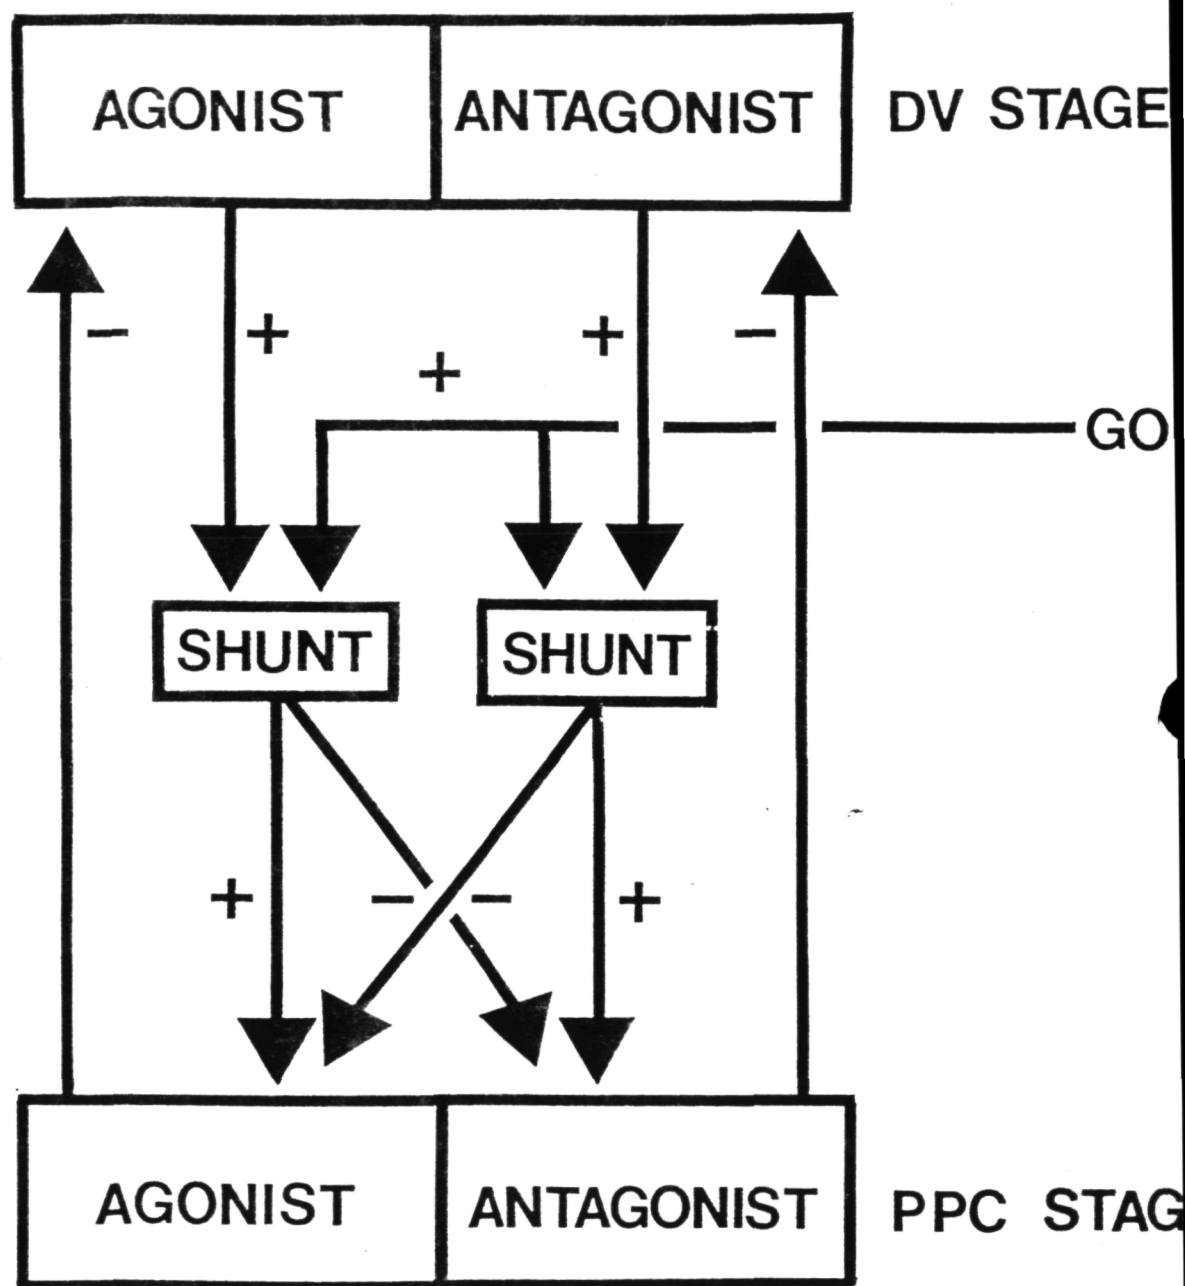 AGONIST ANTAGONIST DV STAGE
− + + −
+
GO
SHUNT SHUNT
+ − − +
AGONIST ANTAGONIST PPC STAG